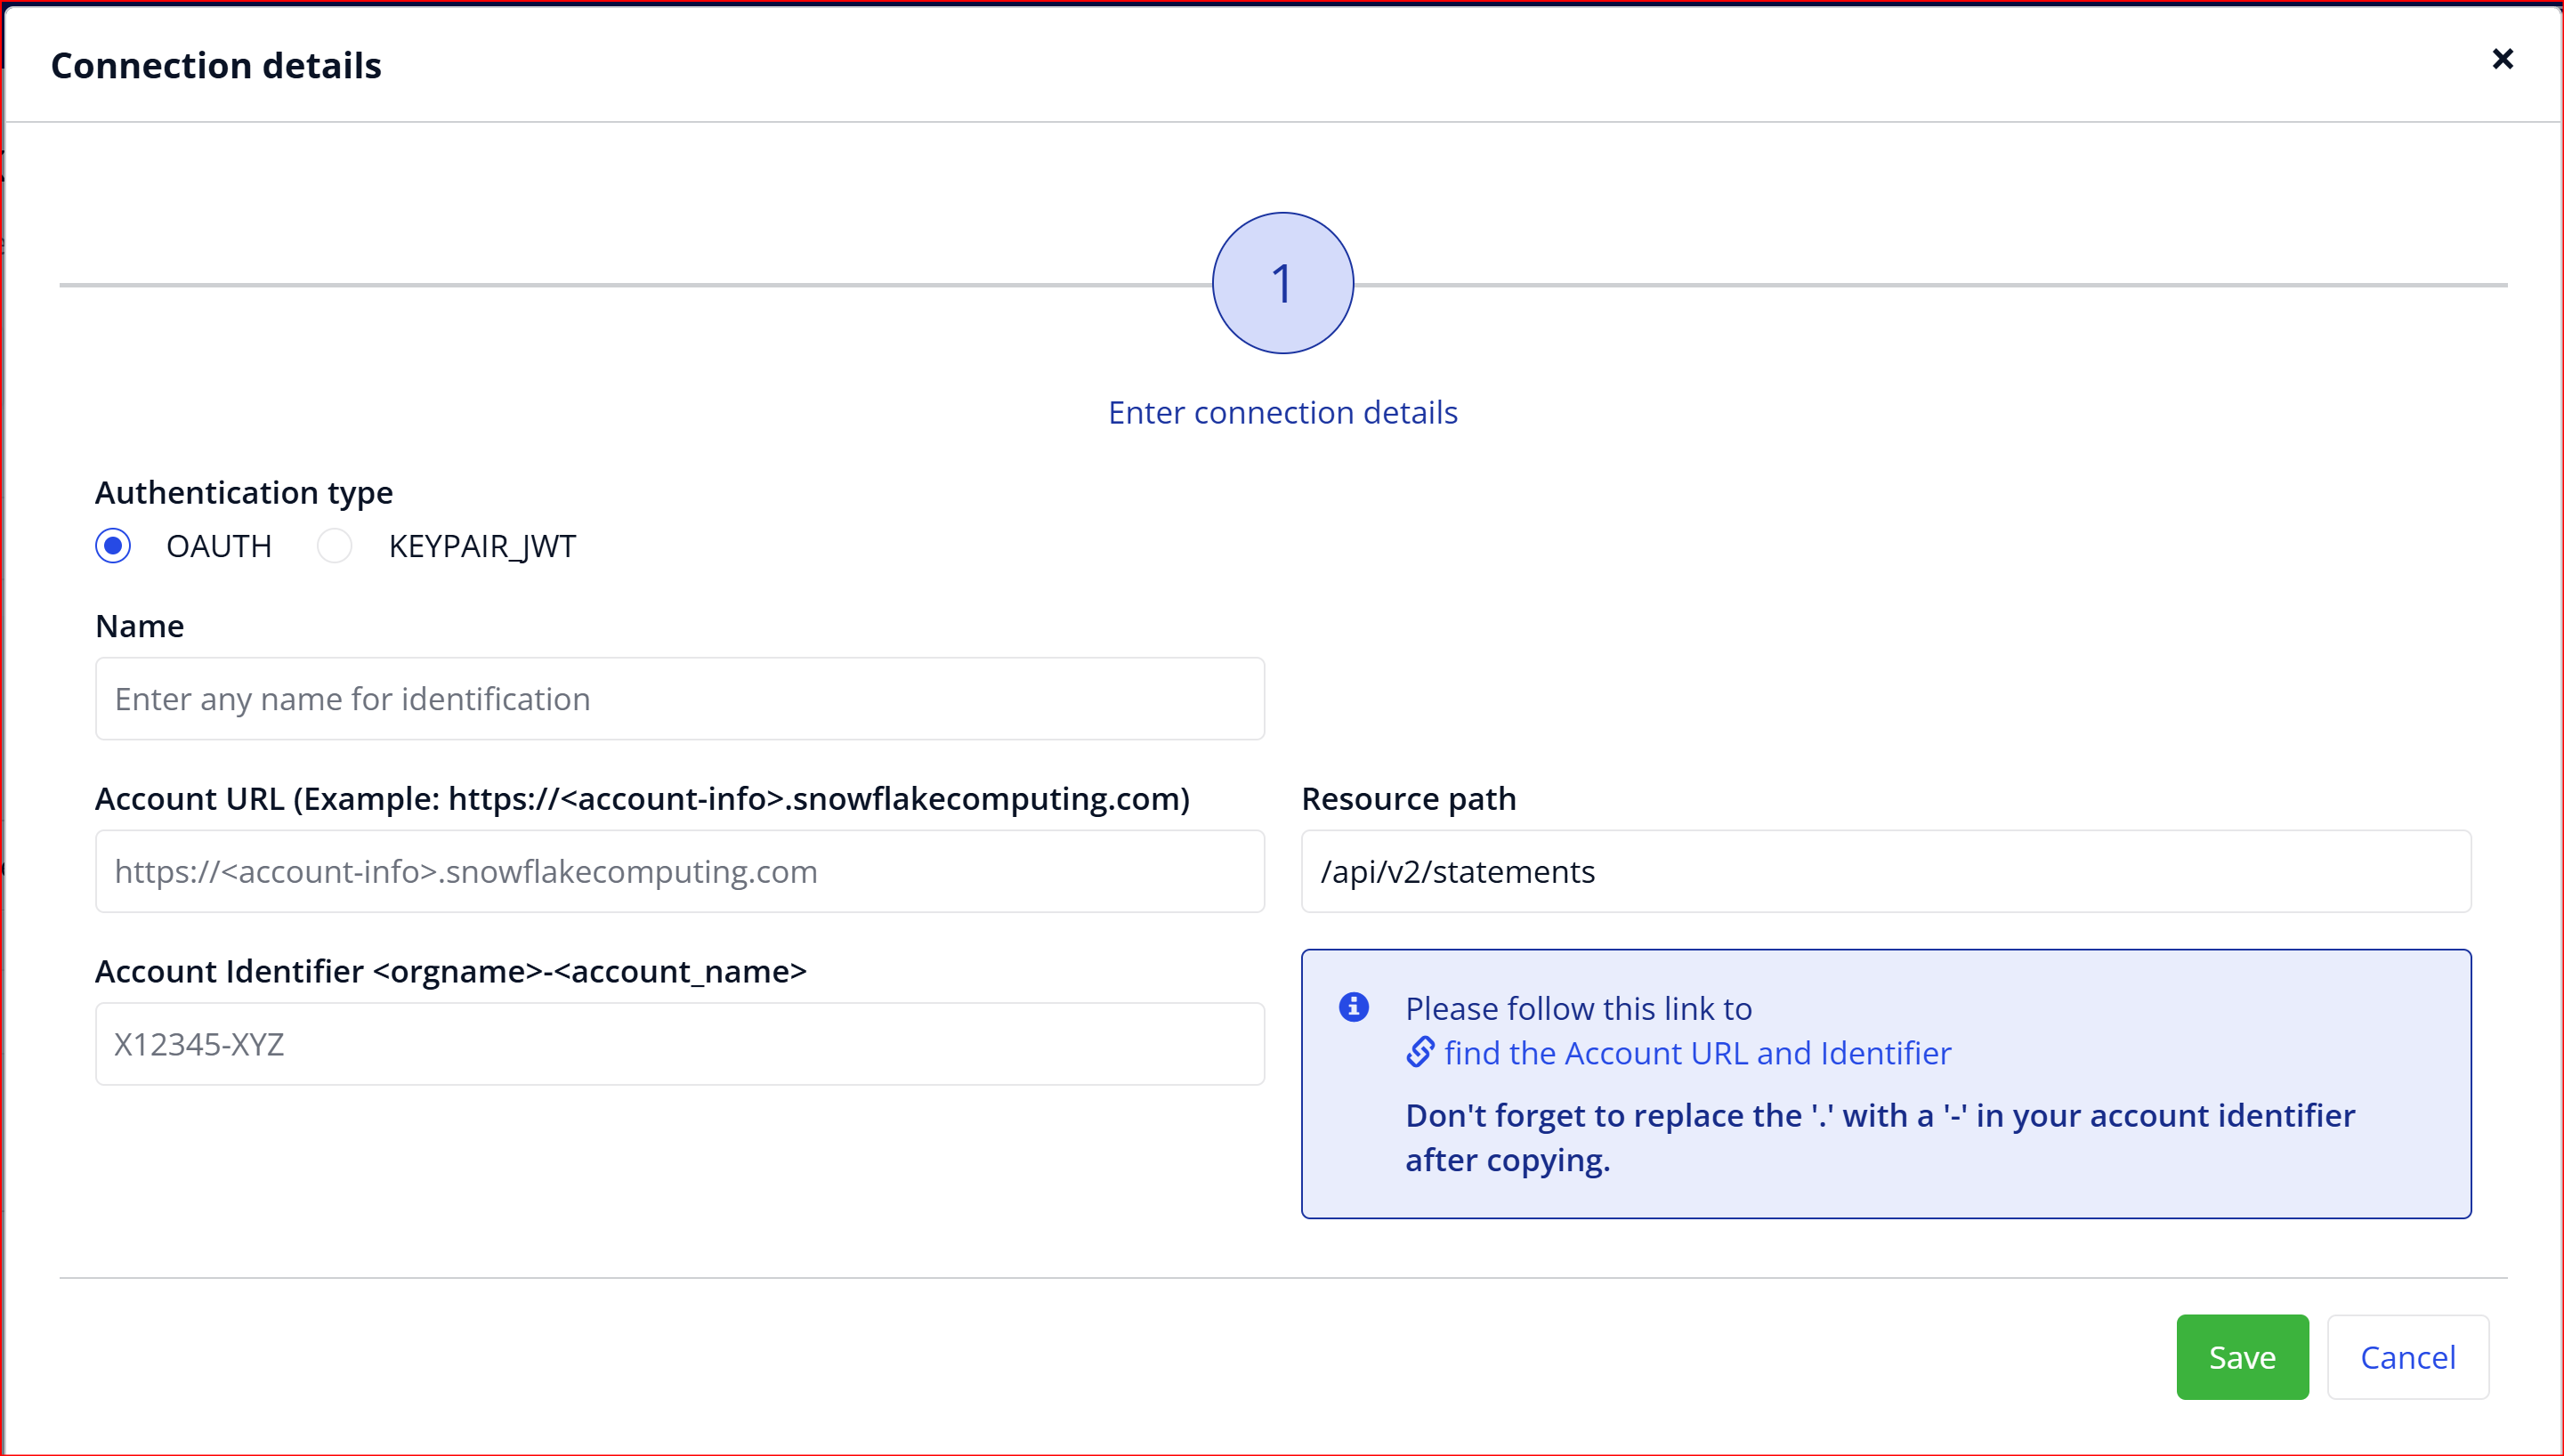 Connection details
1
Enter connection details
Authentication type
OAUTH KEYPAIR_JWT
Name
Enter any name for identification
Account URL (Example: https://<account-info>.snowflakecomputing.com)
https://<account-info>.snowflakecomputing.com
Resource path
/api/v2/statements
Account Identifier <orgname>-<account_name>
X12345-XYZ
Please follow this link to
find the Account URL and Identifier
Don't forget to replace the '.' with a '-' in your account identifier
after copying.
Save Cancel